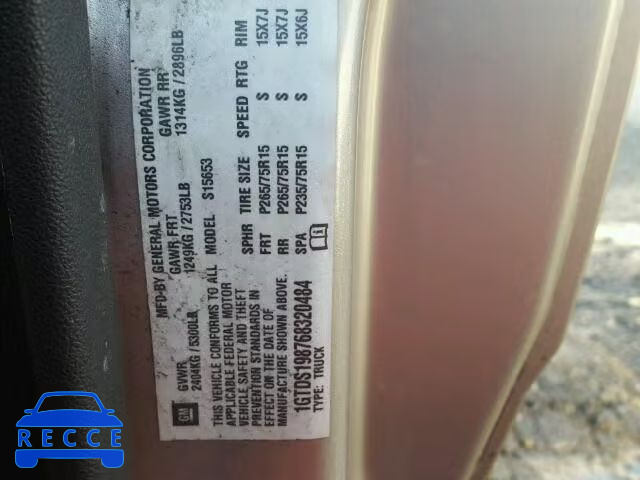 MFD-BY GENERAL MOTORS CORPORATION
GVWR GAWR FRT GAWR RR
2404KG / 5300LB 1249KG / 2753LB 1314KG / 2896LB
THIS VEHICLE CONFORMS TO ALL
APPLICABLE FEDERAL MOTOR
VEHICLE SAFETY AND THEFT
PREVENTION STANDARDS IN
EFFECT ON THE DATE OF
MANUFACTURE SHOWN ABOVE.
1GTDS198768320484
TYPE: TRUCK
MODEL S15653
SPHR TIRE SIZE SPEED RTG RIM
FRT P265/75R15 S 15X7J
RR P265/75R15 S 15X7J
SPA P235/75R15 S 15X6J
GM
RECCE